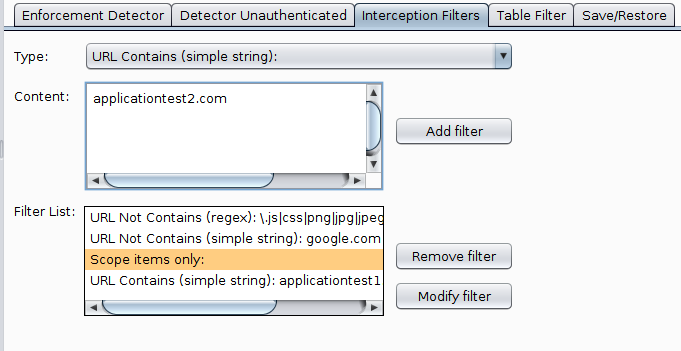 Enforcement Detector Detector Unauthenticated Interception Filters Table Filter Save/Restore
Type: URL Contains (simple string):
Content: applicationtest2.com
Add filter
Filter List: URL Not Contains (regex): \.js|css|png|jpg|jpeg
URL Not Contains (simple string): google.com
Scope items only:
Remove filter
URL Contains (simple string): applicationtest1
Modify filter